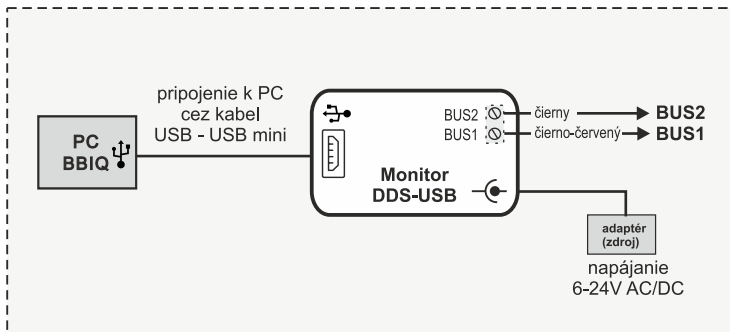 pripojenie k PC
cez kabel
USB - USB mini
PC
BBIQ
BUS2
čierny
BUS2
BUS1
čierno-červený
BUS1
Monitor
DDS-USB
adaptér
(zdroj)
napájanie
6-24V AC/DC